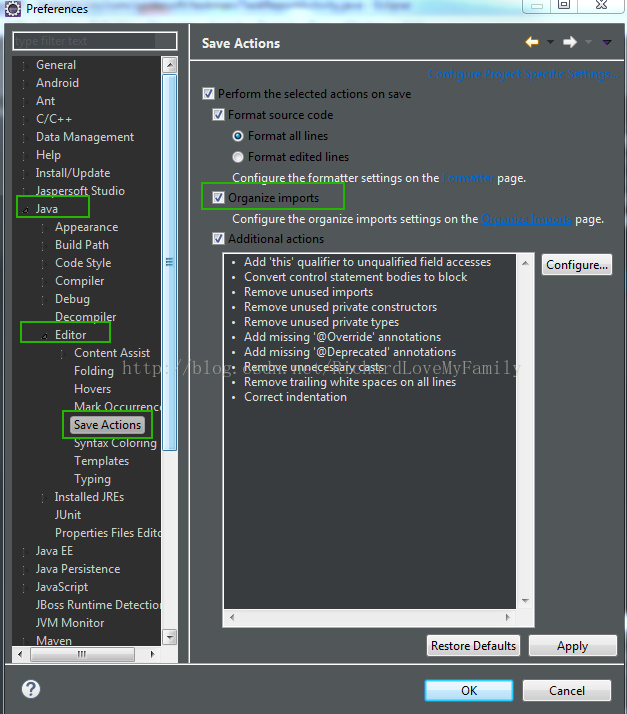 Preferences
type filter text
General
Android
Ant
C/C++
Data Management
Help
Install/Update
Jaspersoft Studio
Java
Appearance
Build Path
Code Style
Compiler
Debug
Decompiler
Editor
Content Assist
Folding
Hovers
Mark Occurrence
Save Actions
Syntax Coloring
Templates
Typing
Installed JREs
JUnit
Properties Files Edito
Java EE
Java Persistence
JavaScript
JBoss Runtime Detection
JVM Monitor
Maven
Save Actions
Configure Project Specific Settings...
Perform the selected actions on save
Format source code
Format all lines
Format edited lines
Configure the formatter settings on the Formatter page.
Organize imports
Configure the organize imports settings on the Organize Imports page.
Additional actions
Add 'this' qualifier to unqualified field accesses
Convert control statement bodies to block
Remove unused imports
Remove unused private constructors
Remove unused private types
Add missing '@Override' annotations
Add missing '@Deprecated' annotations
Remove unnecessary casts
Remove trailing white spaces on all lines
Correct indentation
Configure...
http://blog.csdn.net/RichardLoveMyFamily
Restore Defaults
Apply
OK
Cancel